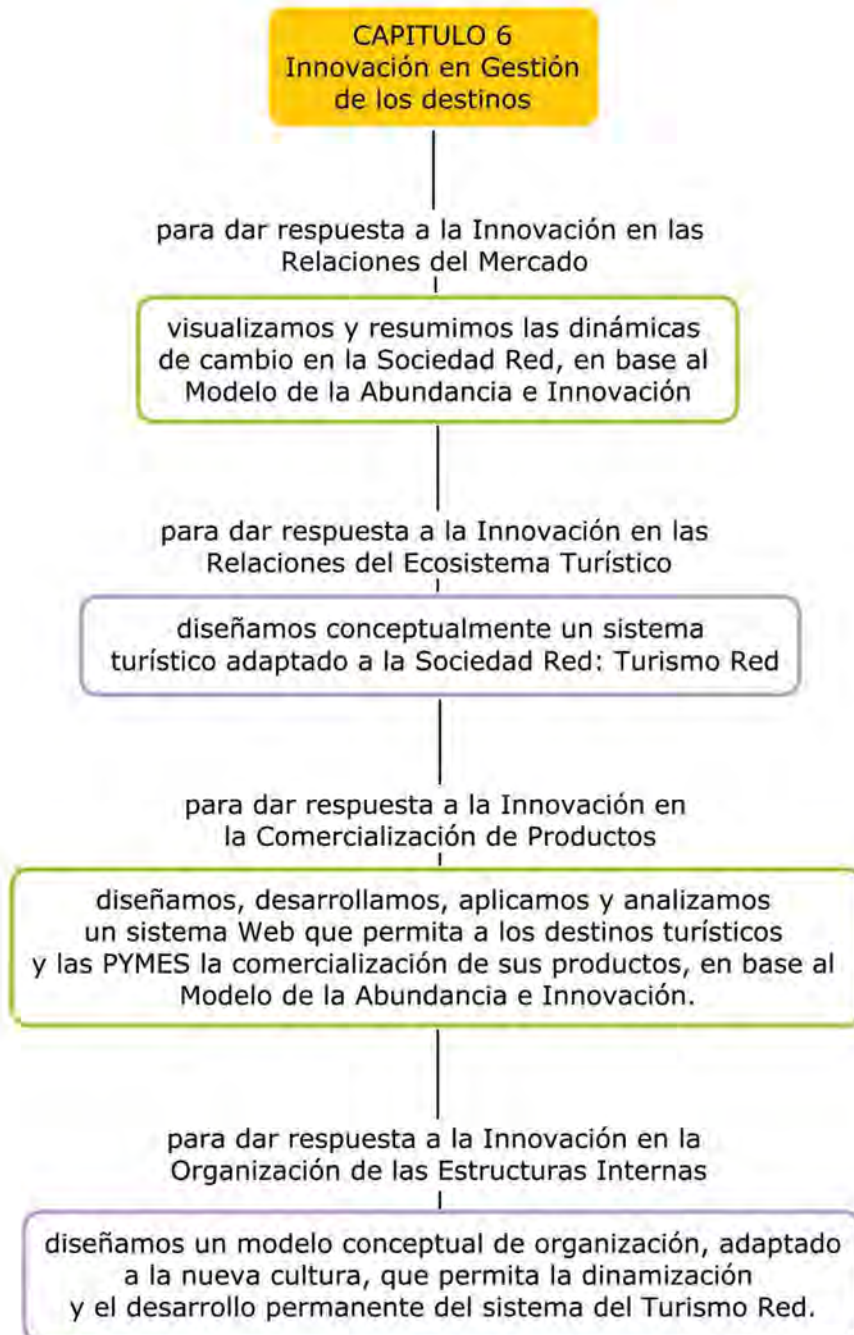 CAPITULO 6
Innovación en Gestión
de los destinos
para dar respuesta a la Innovación en las
Relaciones del Mercado
visualizamos y resumimos las dinámicas
de cambio en la Sociedad Red, en base al
Modelo de la Abundancia e Innovación
para dar respuesta a la Innovación en las
Relaciones del Ecosistema Turístico
diseñamos conceptualmente un sistema
turístico adaptado a la Sociedad Red: Turismo Red
para dar respuesta a la Innovación en
la Comercialización de Productos
diseñamos, desarrollamos, aplicamos y analizamos
un sistema Web que permita a los destinos turísticos
y las PYMES la comercialización de sus productos, en base al
Modelo de la Abundancia e Innovación.
para dar respuesta a la Innovación en la
Organización de las Estructuras Internas
diseñamos un modelo conceptual de organización, adaptado
a la nueva cultura, que permita la dinamización
y el desarrollo permanente del sistema del Turismo Red.